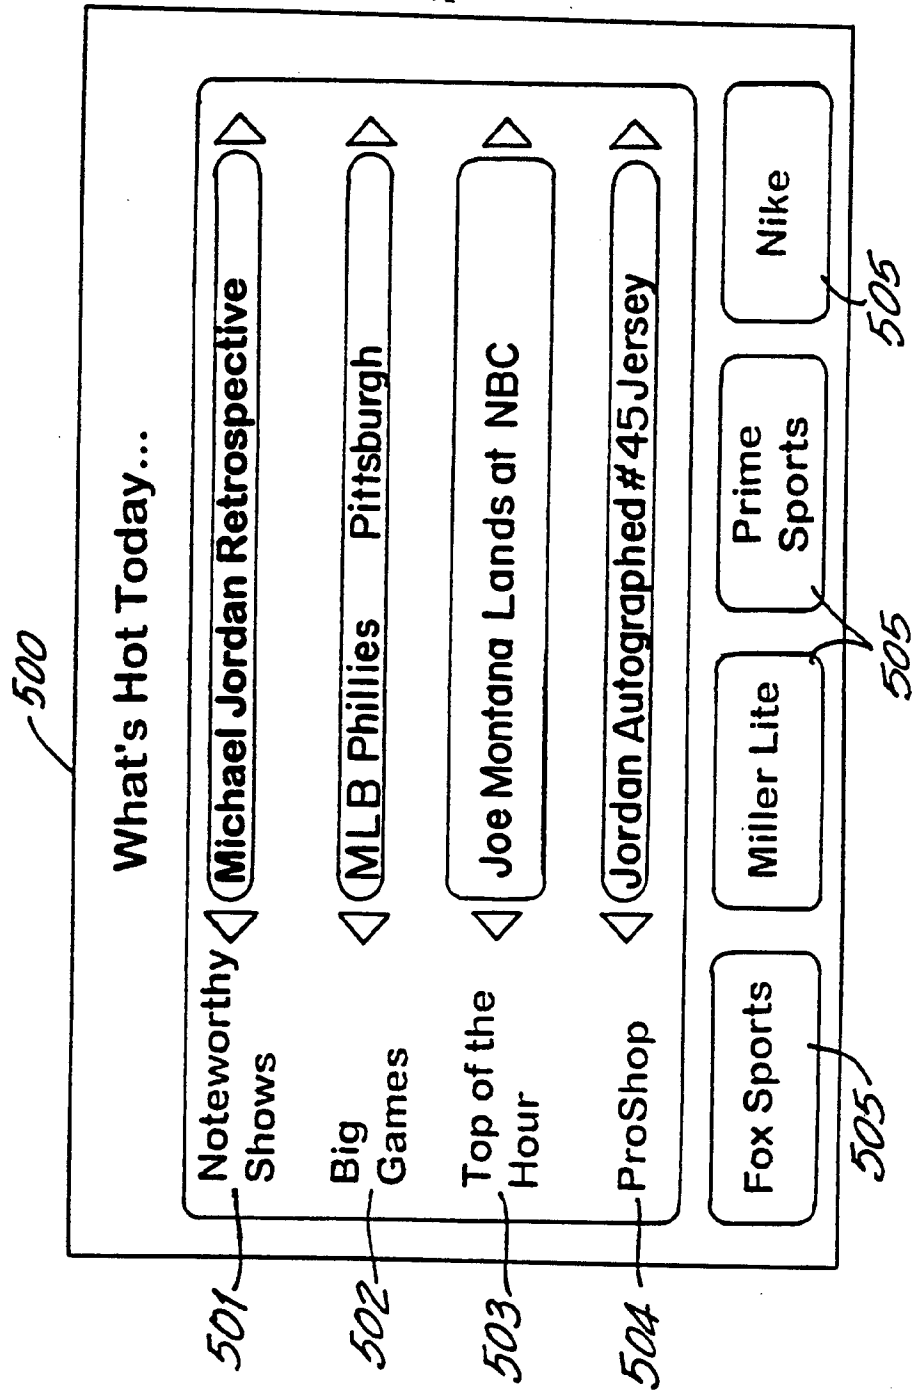 500
What's Hot Today...
501
Noteworthy
Shows
Michael Jordan Retrospective
502
Big
Games
MLB Phillies Pittsburgh
503
Top of the
Hour
Joe Montana Lands at NBC
504
ProShop
Jordan Autographed #45 Jersey
Fox Sports
Miller Lite
Prime
Sports
Nike
505
505
505